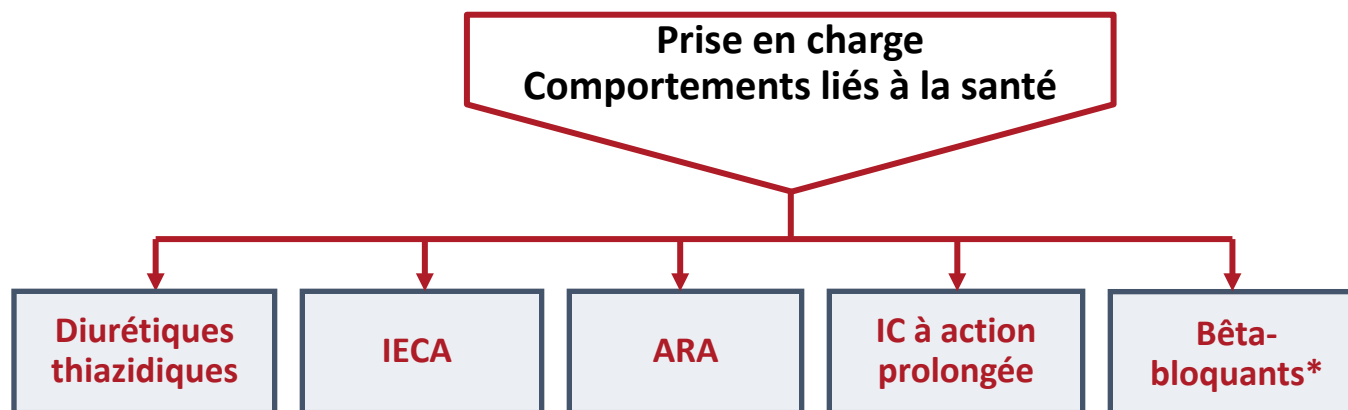 Prise en charge
Comportements liés à la santé
Diurétiques
thiazidiques
IECA
ARA
IC à action
prolongée
Bêta-
bloquants*